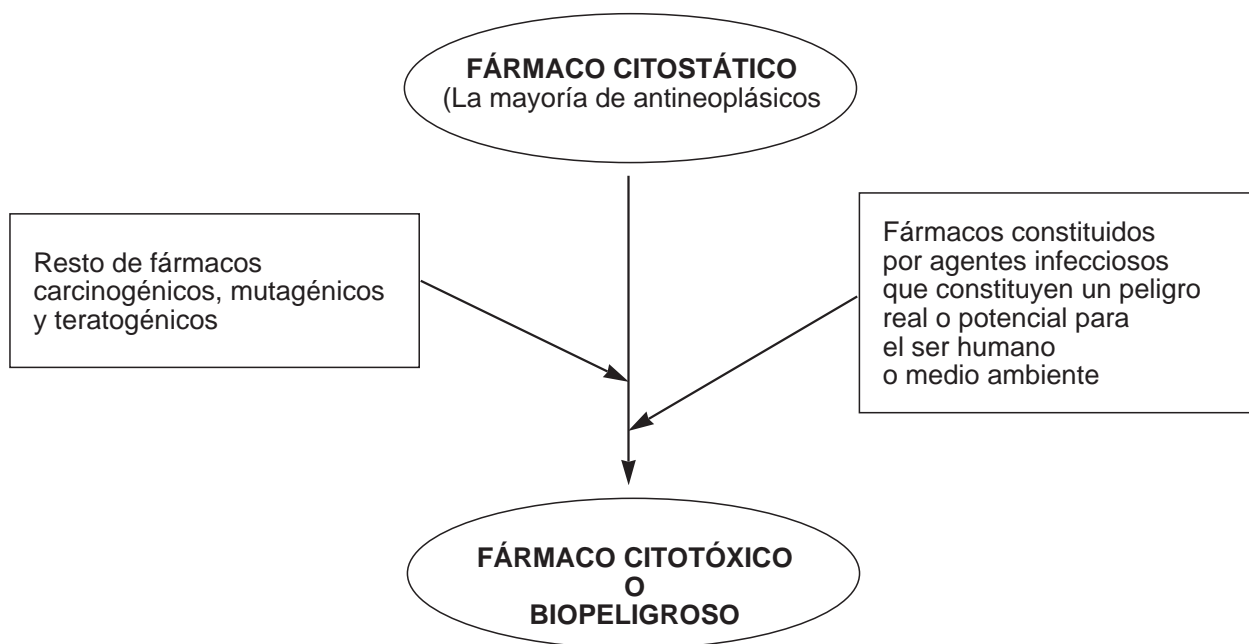 FÁRMACO CITOSTÁTICO
(La mayoría de antineoplásicos
Resto de fármacos
carcinogénicos, mutagénicos
y teratogénicos
Fármacos constituidos
por agentes infecciosos
que constituyen un peligro
real o potencial para
el ser humano
o medio ambiente
FÁRMACO CITOTÓXICO
O
BIOPELIGROSO